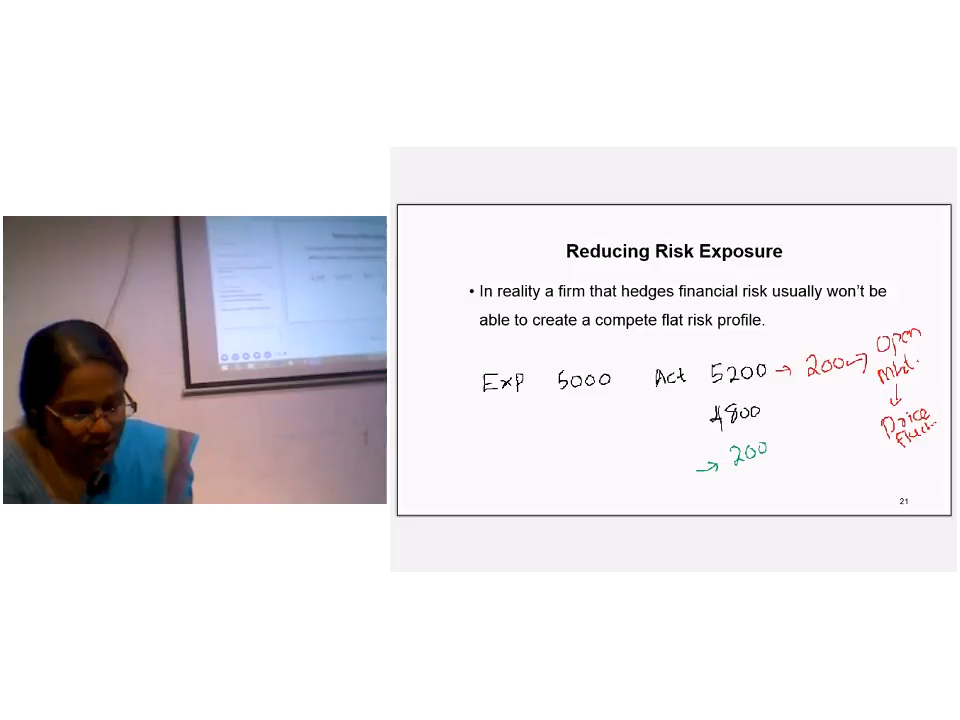 Reducing Risk Exposure
• In reality a firm that hedges financial risk usually won't be
able to create a compete flat risk profile.
Exp 5000 Act 5200 → 200 → Open
Mkt.
4800
↓
Price
Fluct.
→ 200
21